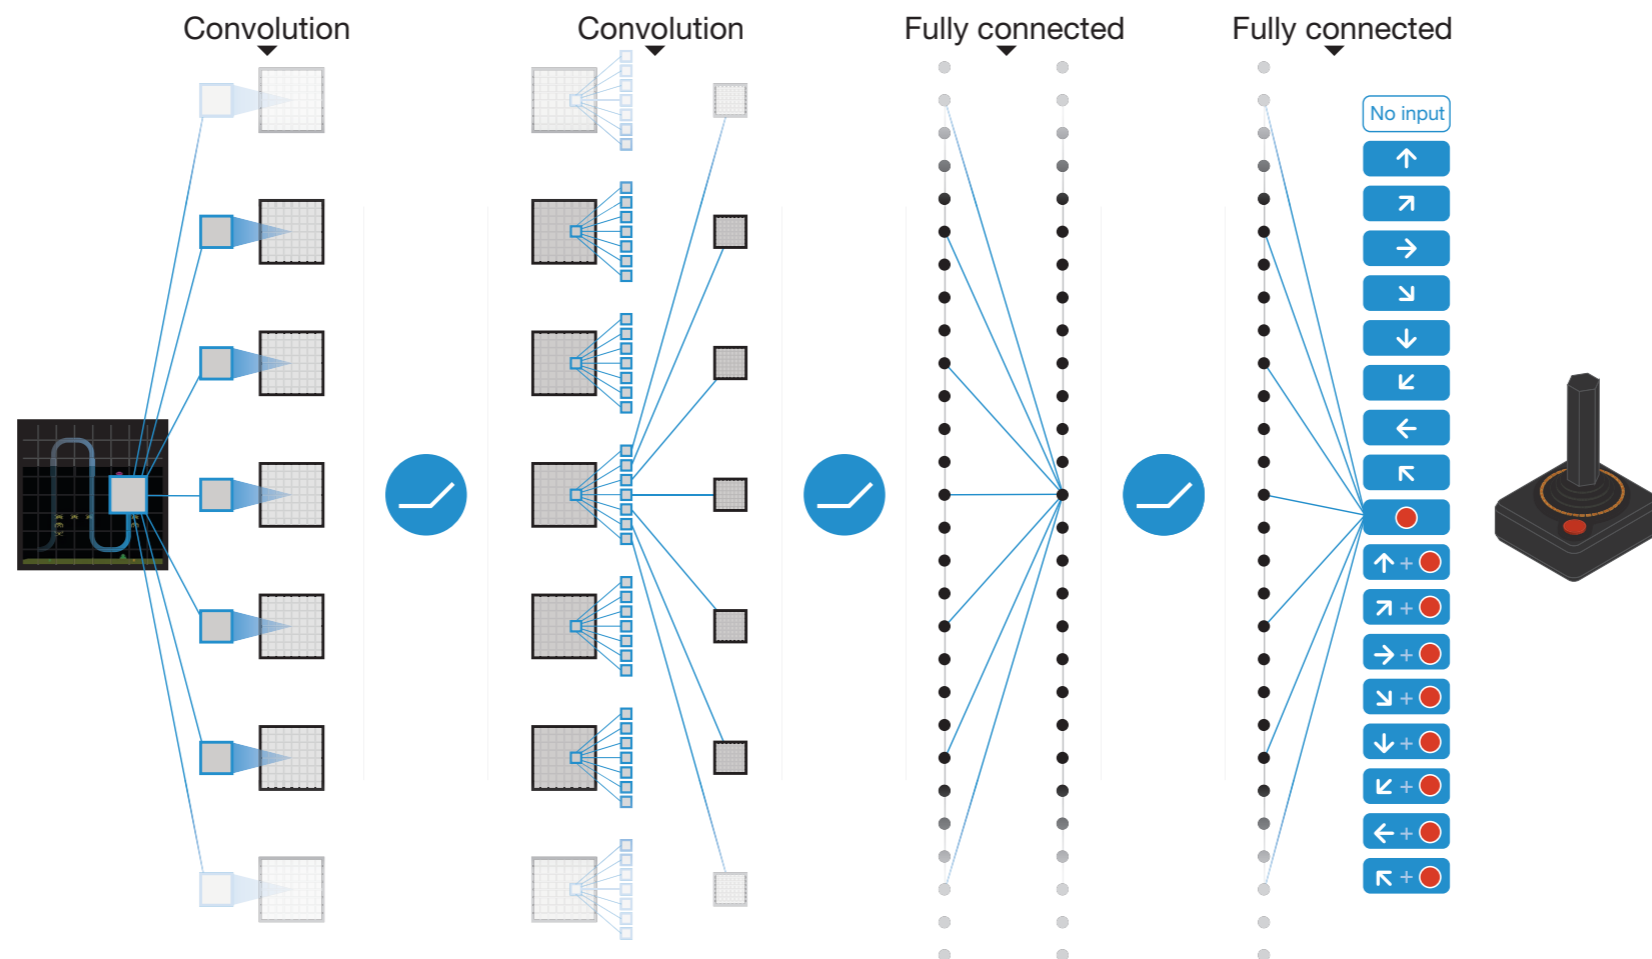 Convolution
Convolution
Fully connected
Fully connected
No input
+
+
+
+
+
+
+
+